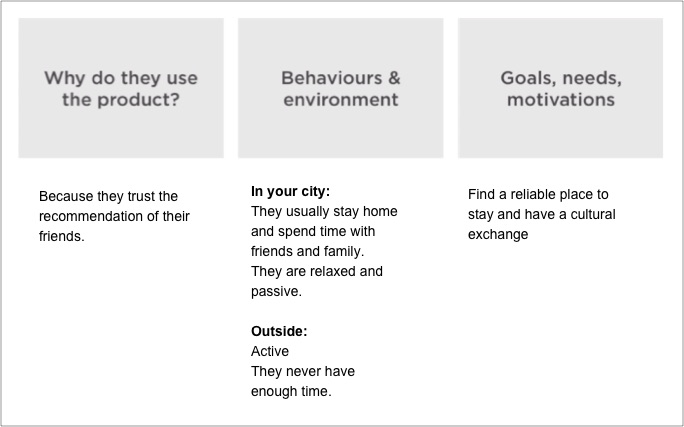 Why do they use
the product?
Behaviours &
environment
Goals, needs,
motivations
Because they trust the
recommendation of their
friends.
In your city:
They usually stay home
and spend time with
friends and family.
They are relaxed and
passive.
Outside:
Active
They never have
enough time.
Find a reliable place to
stay and have a cultural
exchange